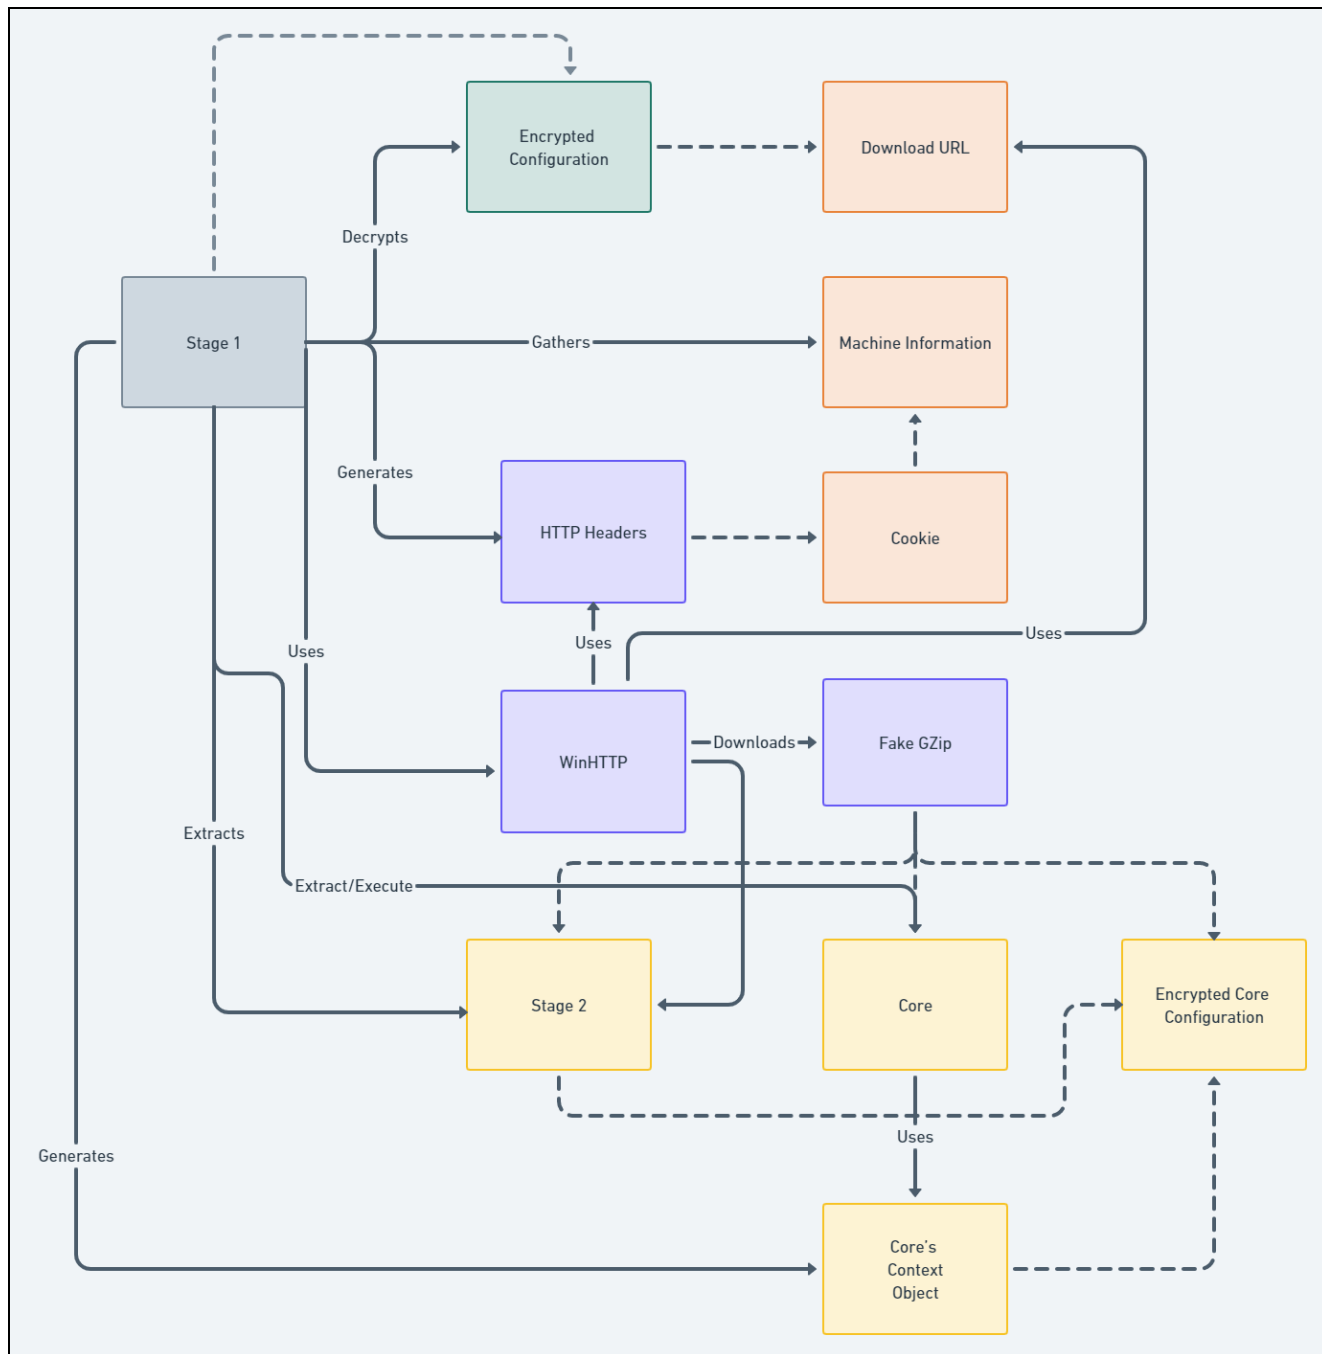 Encrypted
Configuration
Download URL
Decrypts
Stage 1
Gathers
Machine Information
Generates
HTTP Headers
Cookie
Uses
Uses
Uses
WinHTTP
Downloads
Fake GZip
Extracts
Extract/Execute
Stage 2
Core
Encrypted Core
Configuration
Uses
Generates
Core's
Context
Object